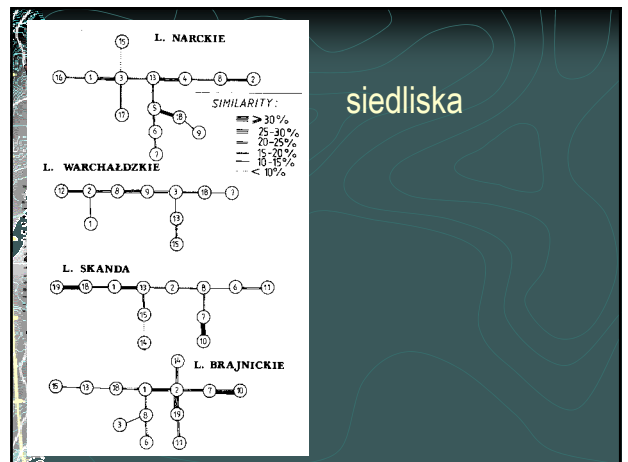 siedliska
L. NARCKIE
15
16 1 3 13 4 8 2
17
5 18
6 9
7
SIMILARITY:
≥30%
25-30%
20-25%
15-20%
10-15%
<10%
L. WARCHAŁDZKIE
12 2 8 9 3 18 7
1
13
15
L. SKANDA
19 18 1 13 2 8 6 11
15
14
7
10
L. BRAJNICKIE
14
15 13 18 1 2 7 10
8
3
6
19
11